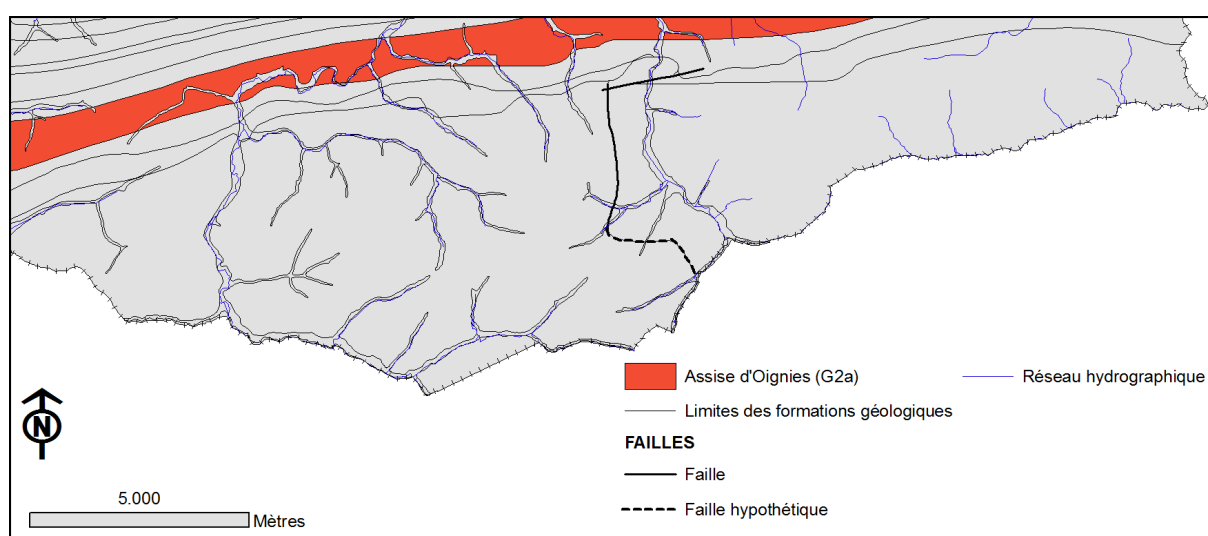 Assise d'Oignies (G2a)
Réseau hydrographique
Limites des formations géologiques
FAILLES
Faille
Faille hypothétique
N
5.000
Mètres